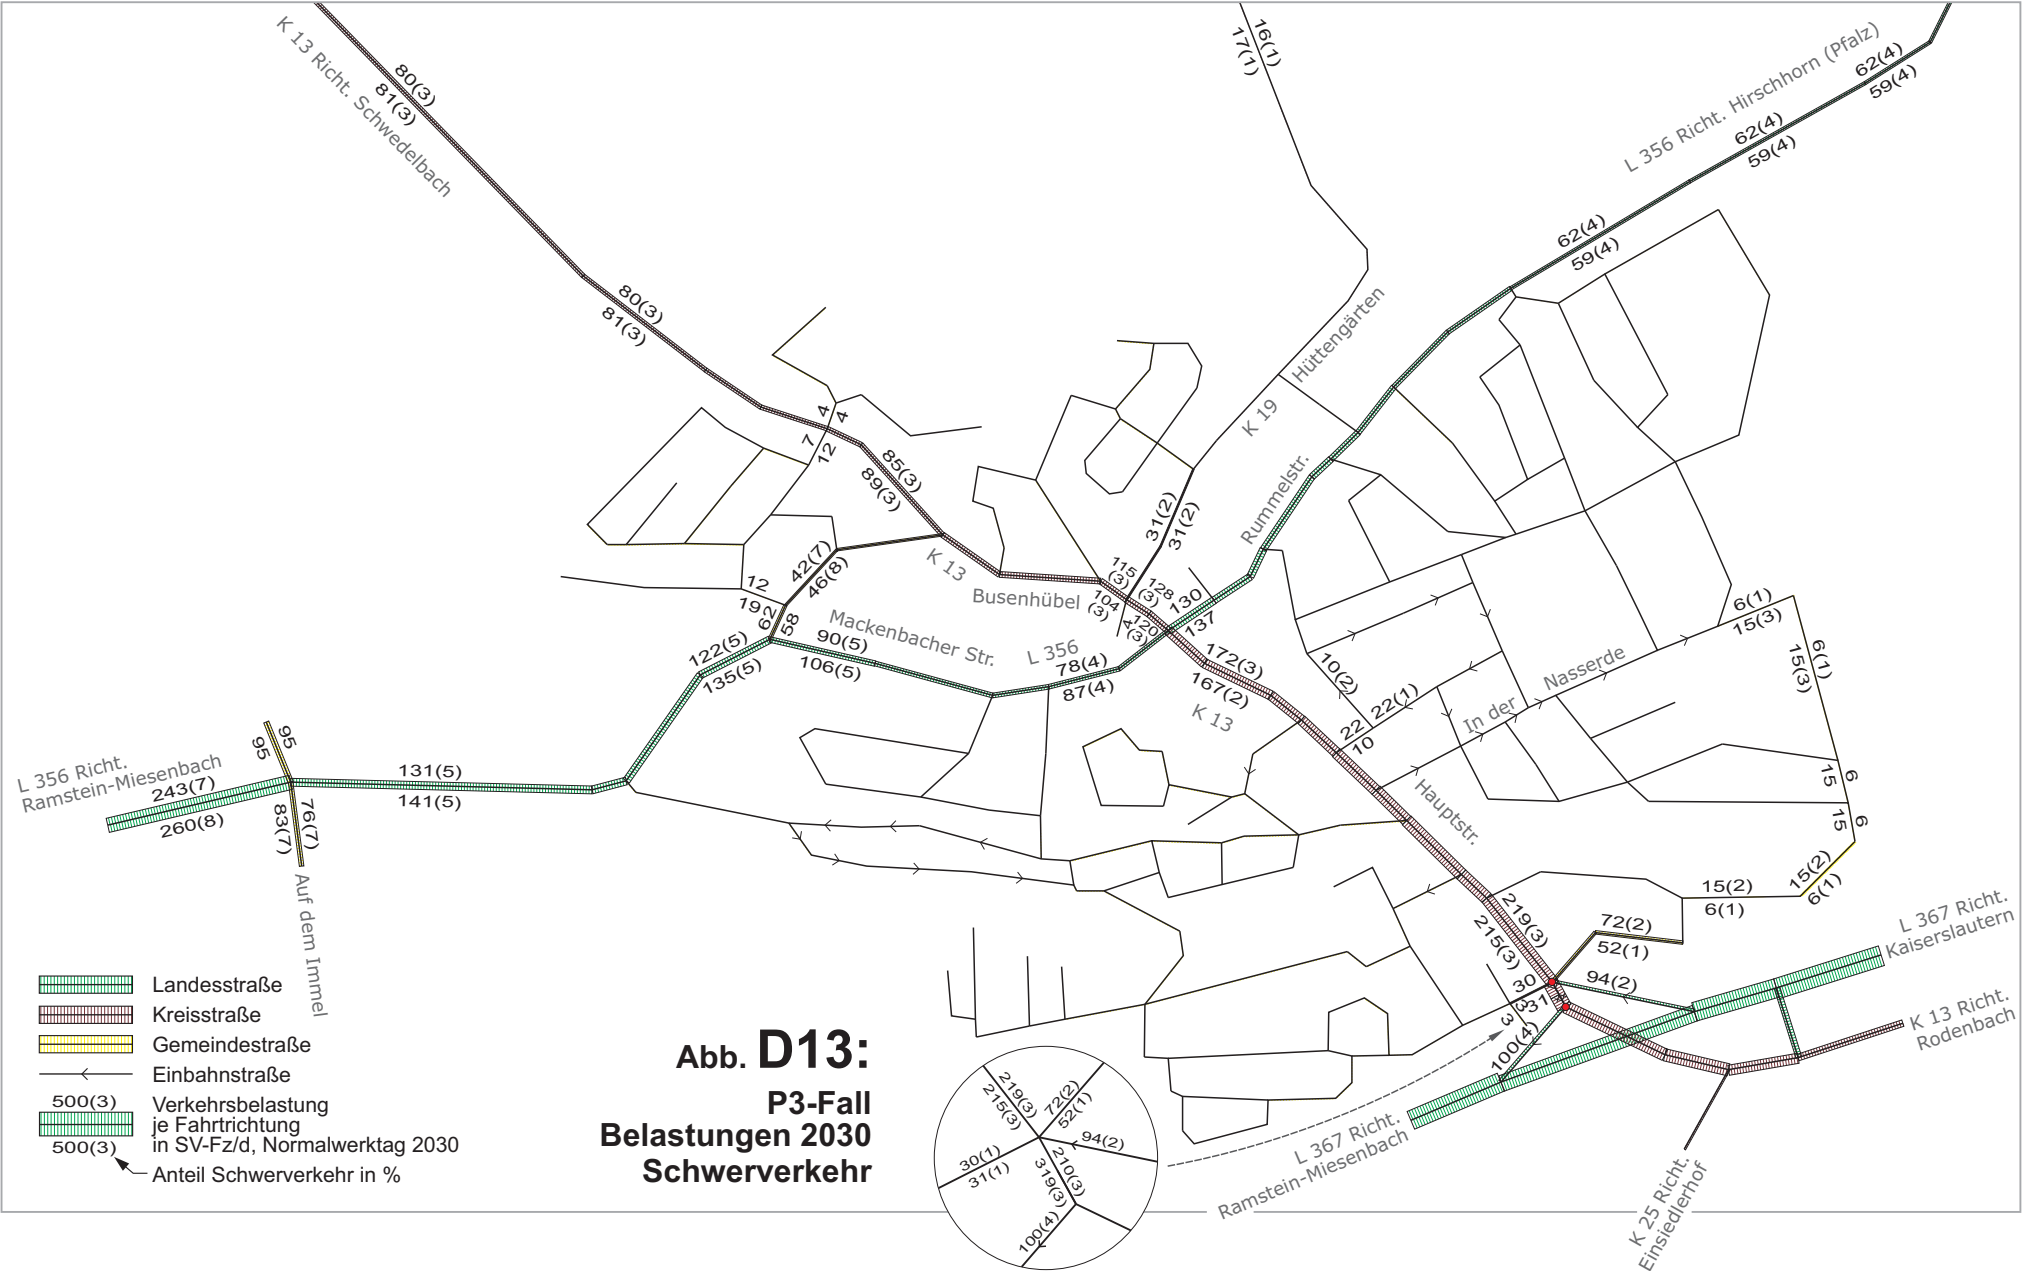 K 13 Richt. Schwedelbach
80(3)
81(3)
16(1)
17(1)
L 356 Richt. Hirschhorn (Pfalz)
62(4)
59(4)
62(4)
59(4)
62(4)
59(4)
80(3)
81(3)
4
4
7
12
85(3)
89(3)
K 19
Hüttengärten
31(2)
31(2)
Rummelstr.
K 13
Busenhübel
115
(3)
104
(3)
128
(3)
120
(3)
4
130
137
42(7)
46(8)
12
19
62
58
Mackenbacher Str.
90(5)
106(5)
L 356
78(4)
87(4)
122(5)
135(5)
172(3)
167(2)
K 13
10(2)
22(1)
22
10
In der Nasserde
6(1)
15(3)
6(1)
15(3)
6
15
6
15
15(2)
6(1)
15(2)
6(1)
Hauptstr.
95
95
L 356 Richt.
Ramstein-Miesenbach
243(7)
260(8)
131(5)
141(5)
76(7)
83(7)
Auf dem Immel
219(3)
215(3)
72(2)
52(1)
94(2)
30
31
3
3
100(4)
L 367 Richt.
Kaiserslautern
K 13 Richt.
Rodenbach
L 367 Richt.
Ramstein-Miesenbach
K 25 Richt.
Einsiedlerhof
Landesstraße
Kreisstraße
Gemeindestraße
Einbahnstraße
500(3)
500(3)
Verkehrsbelastung
je Fahrtrichtung
in SV-Fz/d, Normalwerktag 2030
Anteil Schwerverkehr in %
Abb. D13:
P3-Fall
Belastungen 2030
Schwerverkehr
219(3)
215(3)
72(2)
52(1)
94(2)
30(1)
31(1)
210(3)
319(3)
100(4)